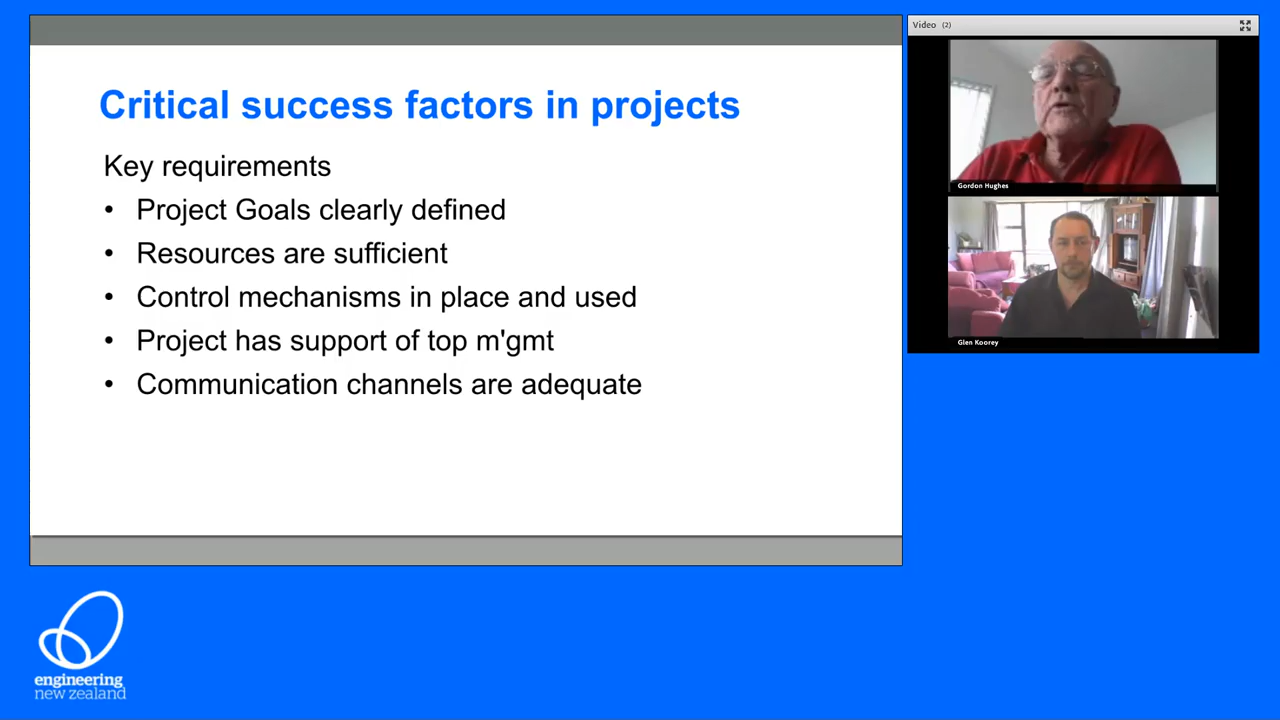 Critical success factors in projects
Key requirements
• Project Goals clearly defined
• Resources are sufficient
• Control mechanisms in place and used
• Project has support of top m'gmt
• Communication channels are adequate
Video (2)
Gordon Hughes
Glen Koorey
engineering
new zealand